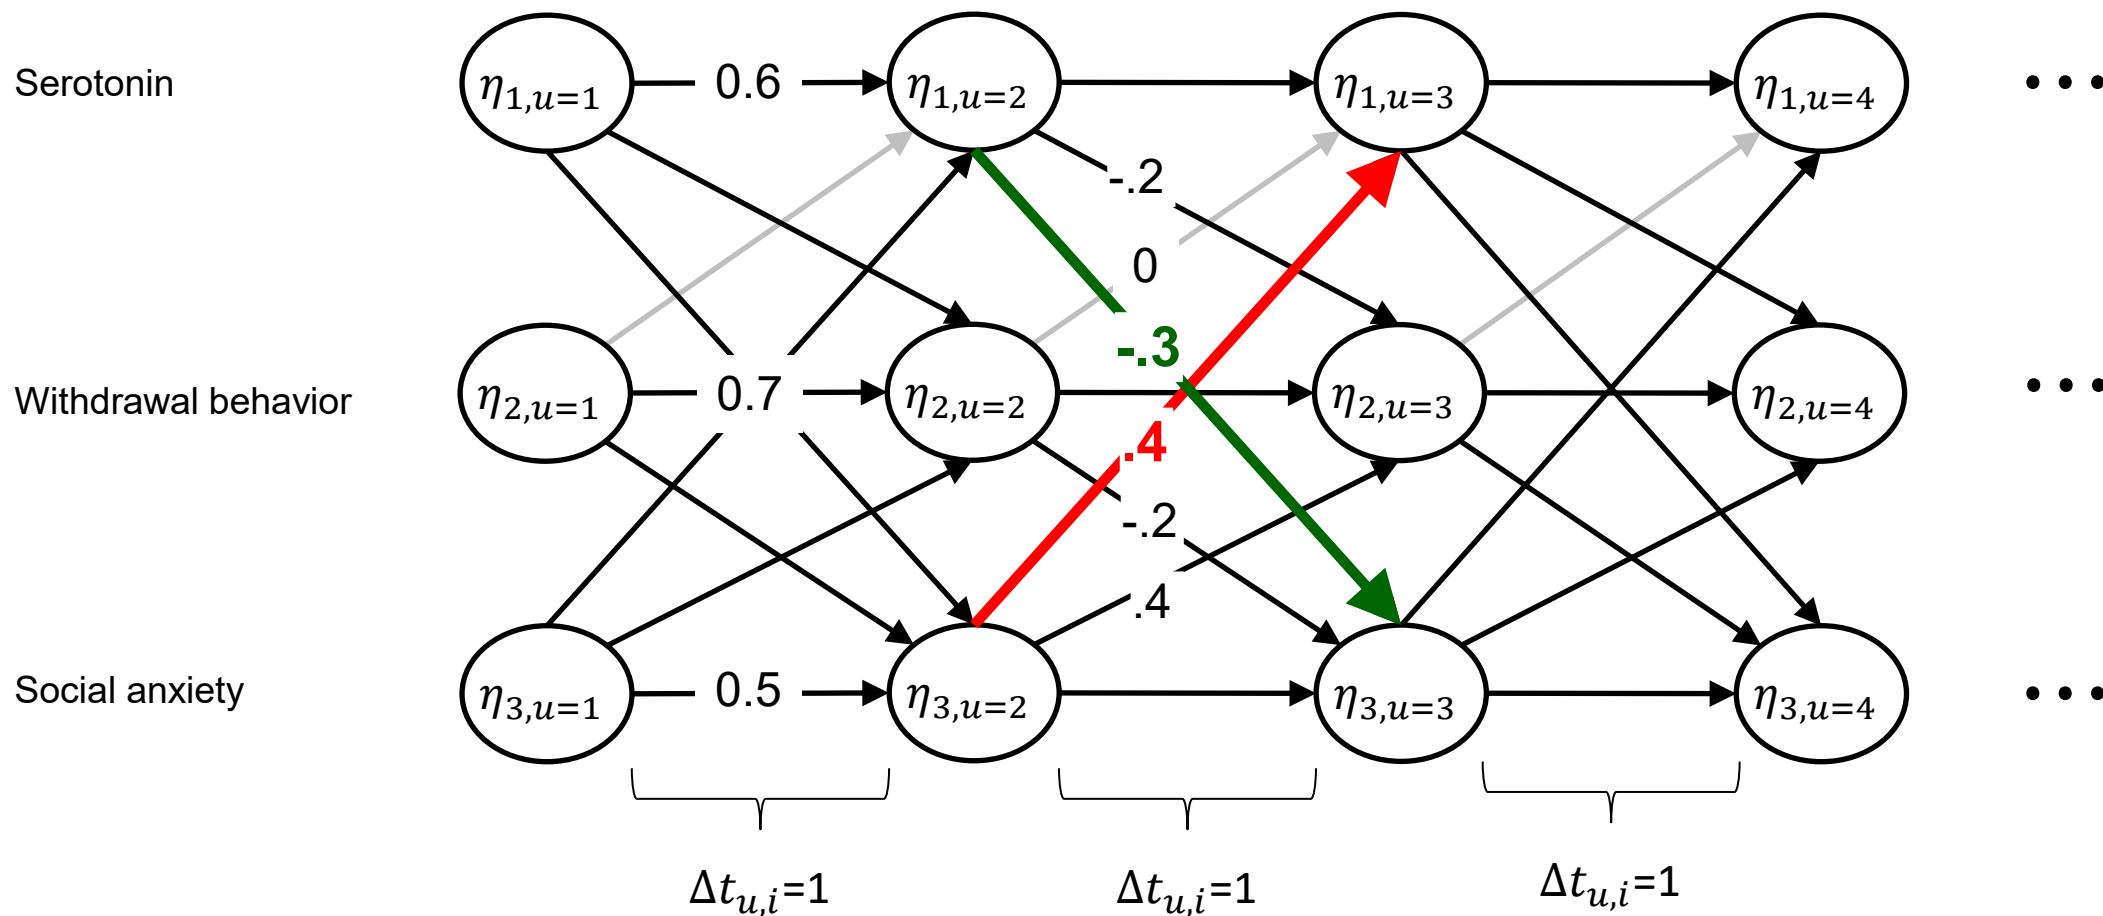 Serotonin
η₁,ᵤ₌₁
0.6
η₁,ᵤ₌₂
η₁,ᵤ₌₃
η₁,ᵤ₌₄
• • •
-.2
0
-.3
Withdrawal behavior
η₂,ᵤ₌₁
0.7
η₂,ᵤ₌₂
η₂,ᵤ₌₃
η₂,ᵤ₌₄
• • •
.4
-.2
.4
Social anxiety
η₃,ᵤ₌₁
0.5
η₃,ᵤ₌₂
η₃,ᵤ₌₃
η₃,ᵤ₌₄
• • •
Δtᵤ,ᵢ=1
Δtᵤ,ᵢ=1
Δtᵤ,ᵢ=1